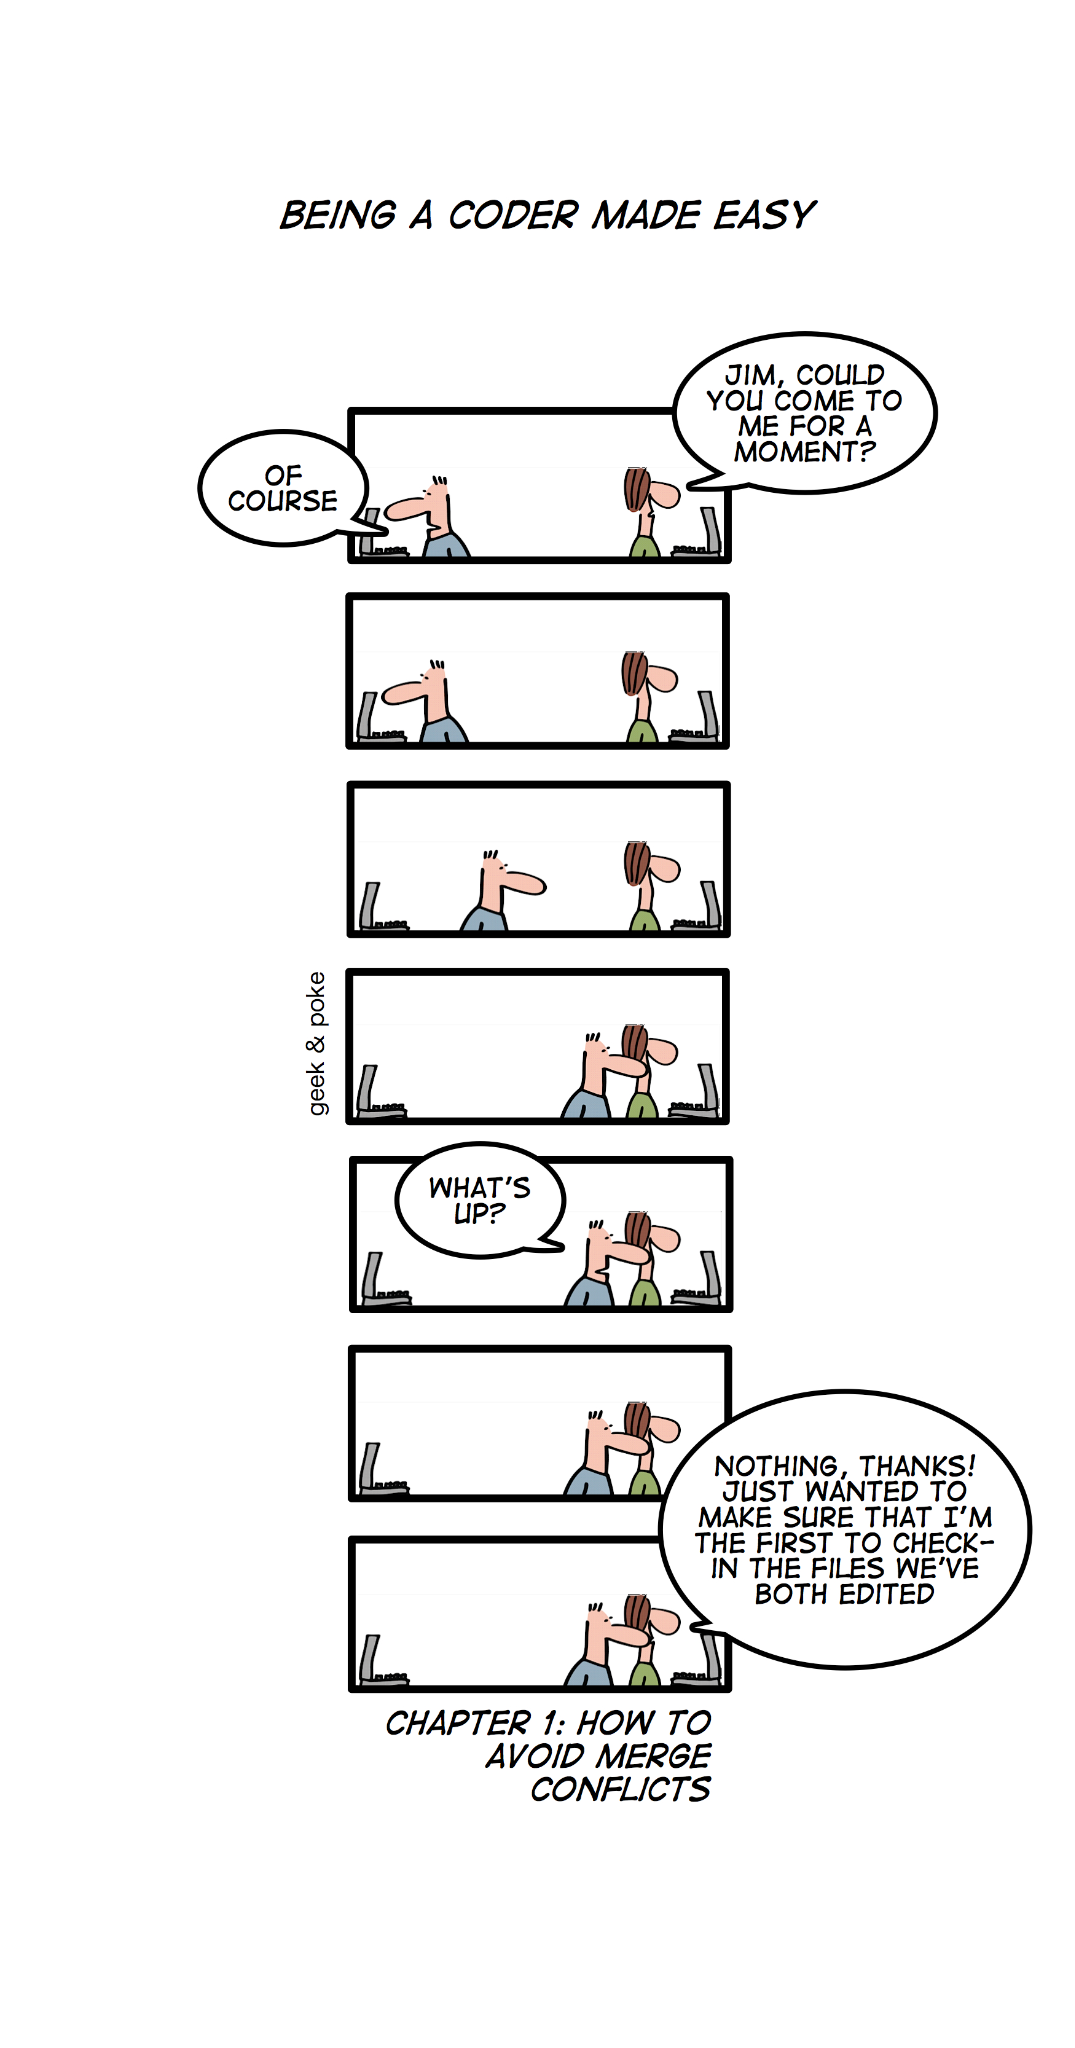 BEING A CODER MADE EASY
JIM, COULD
YOU COME TO
ME FOR A
MOMENT?
OF
COURSE
geek & poke
WHAT'S
UP?
NOTHING, THANKS!
JUST WANTED TO
MAKE SURE THAT I'M
THE FIRST TO CHECK-
IN THE FILES WE'VE
BOTH EDITED
CHAPTER 1: HOW TO
AVOID MERGE
CONFLICTS